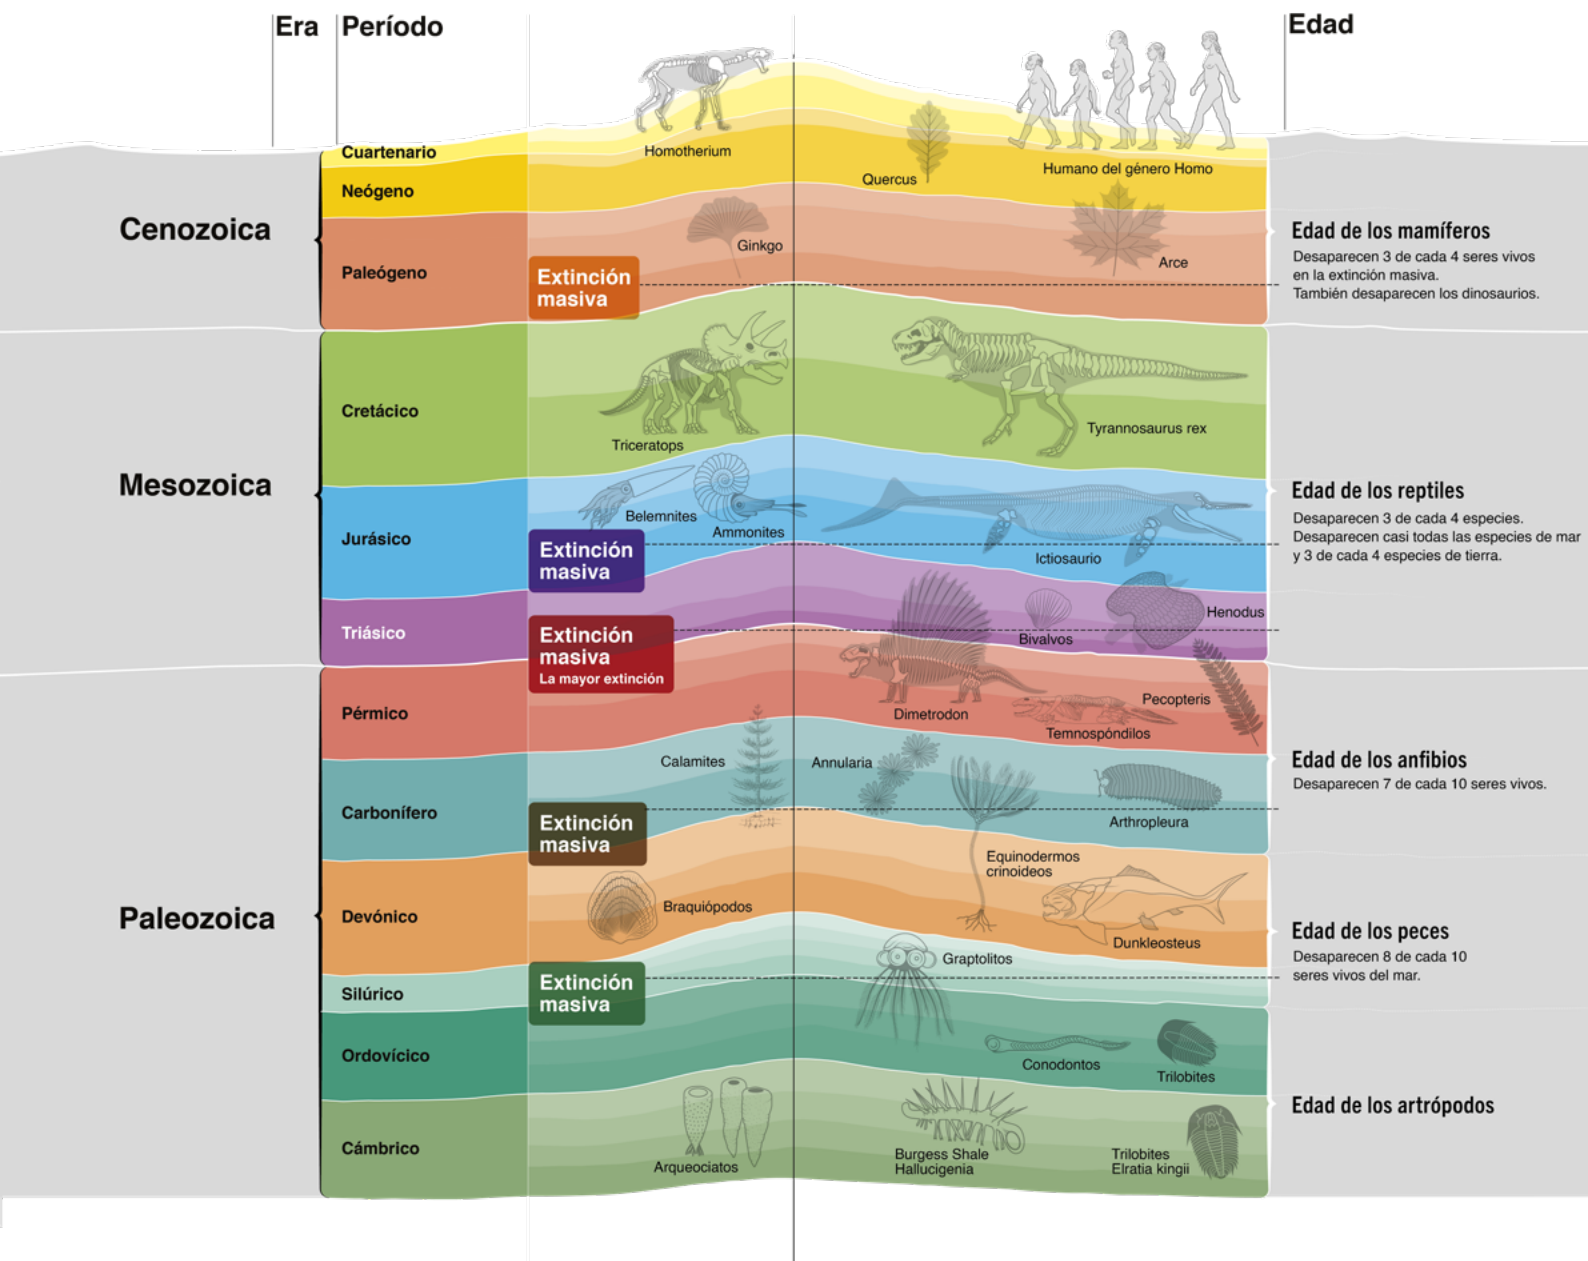 Era
Período
Edad
Cuartenario
Homotherium
Humano del género Homo
Quercus
Neógeno
Cenozoica
Ginkgo
Arce
Paleógeno
Extinción
masiva
Edad de los mamíferos
Desaparecen 3 de cada 4 seres vivos
en la extinción masiva.
También desaparecen los dinosaurios.
Cretácico
Triceratops
Tyrannosaurus rex
Mesozoica
Belemnites
Ammonites
Jurásico
Extinción
masiva
Ictiosaurio
Edad de los reptiles
Desaparecen 3 de cada 4 especies.
Desaparecen casi todas las especies de mar
y 3 de cada 4 especies de tierra.
Triásico
Extinción
masiva
La mayor extinción
Bivalvos
Henodus
Pérmico
Dimetrodon
Temnospóndilos
Pecopteris
Calamites
Annularia
Edad de los anfibios
Desaparecen 7 de cada 10 seres vivos.
Carbonífero
Extinción
masiva
Arthropleura
Equinodermos
crinoideos
Paleozoica
Devónico
Braquiópodos
Dunkleosteus
Edad de los peces
Desaparecen 8 de cada 10
seres vivos del mar.
Graptolitos
Silúrico
Extinción
masiva
Ordovícico
Conodontos
Trilobites
Edad de los artrópodos
Cámbrico
Arqueociatos
Burgess Shale
Hallucigenia
Trilobites
Elratia kingii